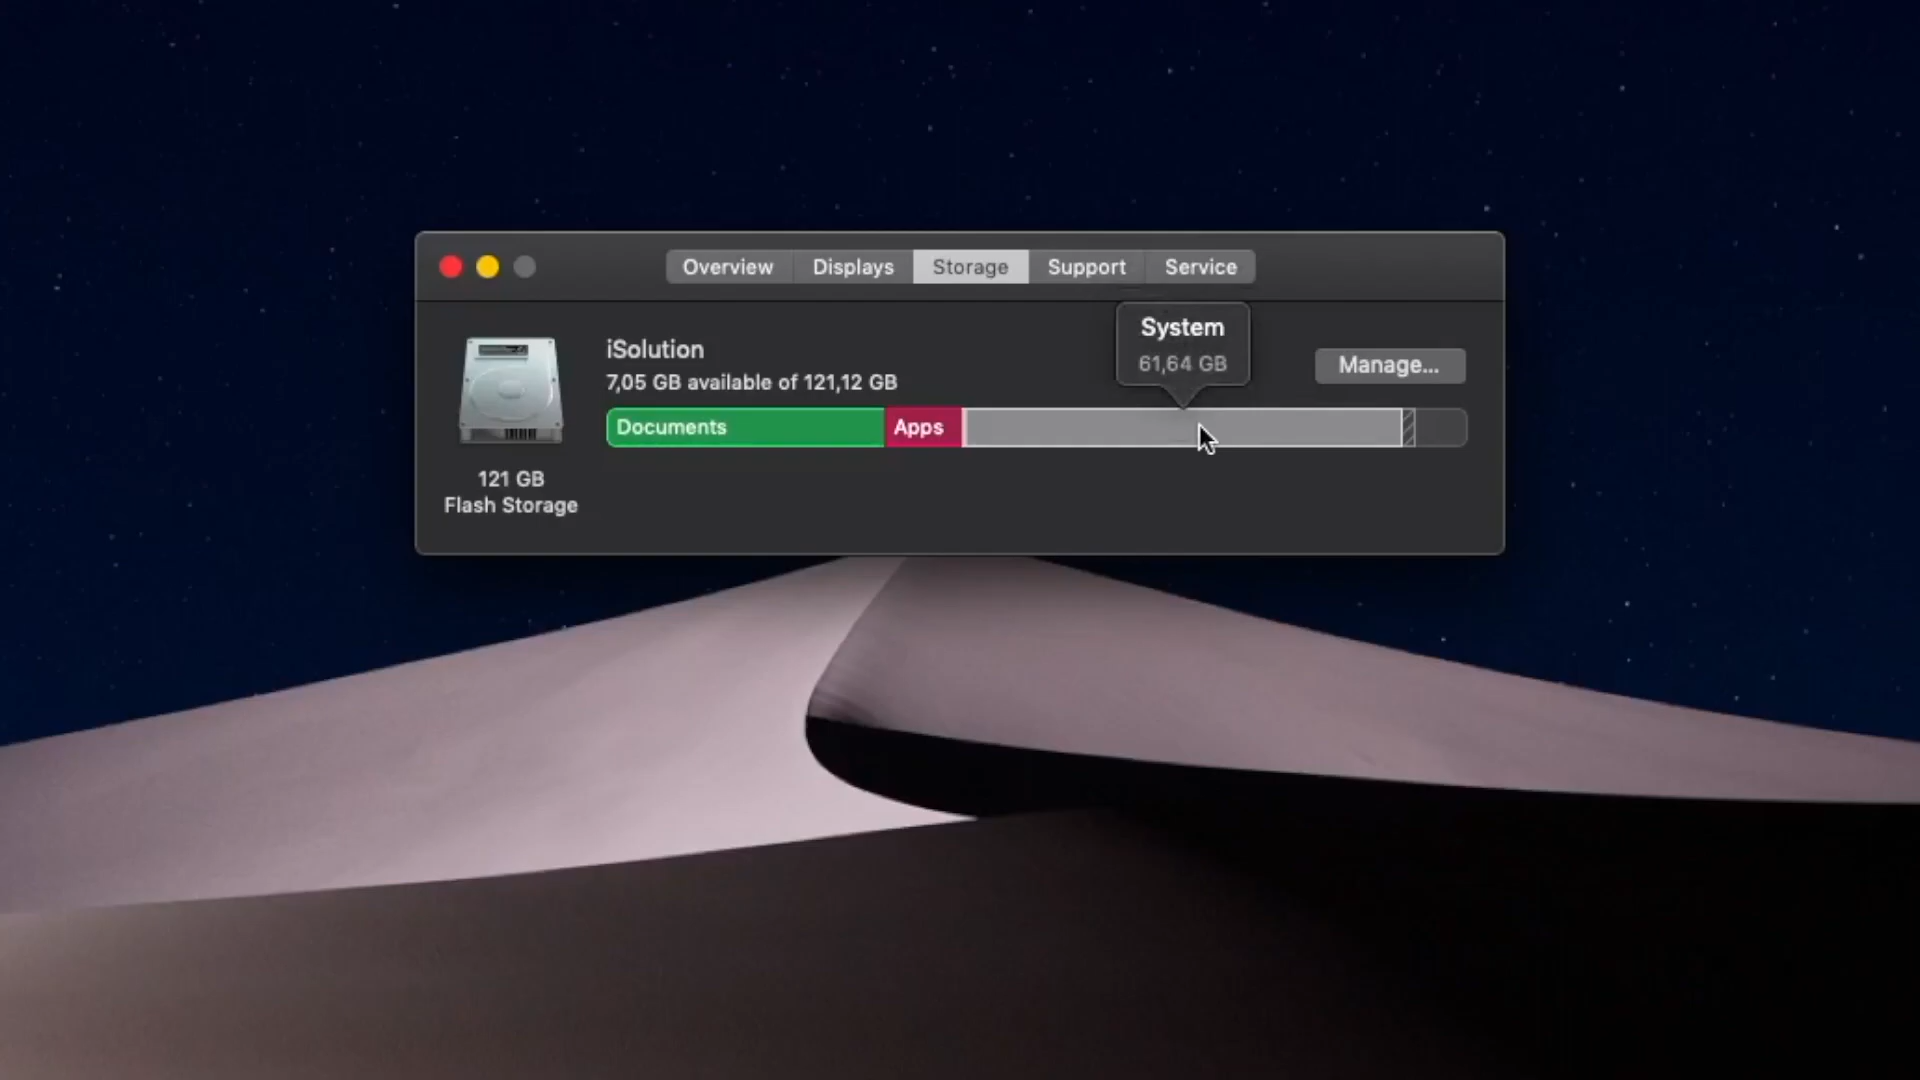 Overview
Displays
Storage
Support
Service
System
61,64 GB
iSolution
7,05 GB available of 121,12 GB
Manage...
Documents
Apps
121 GB
Flash Storage